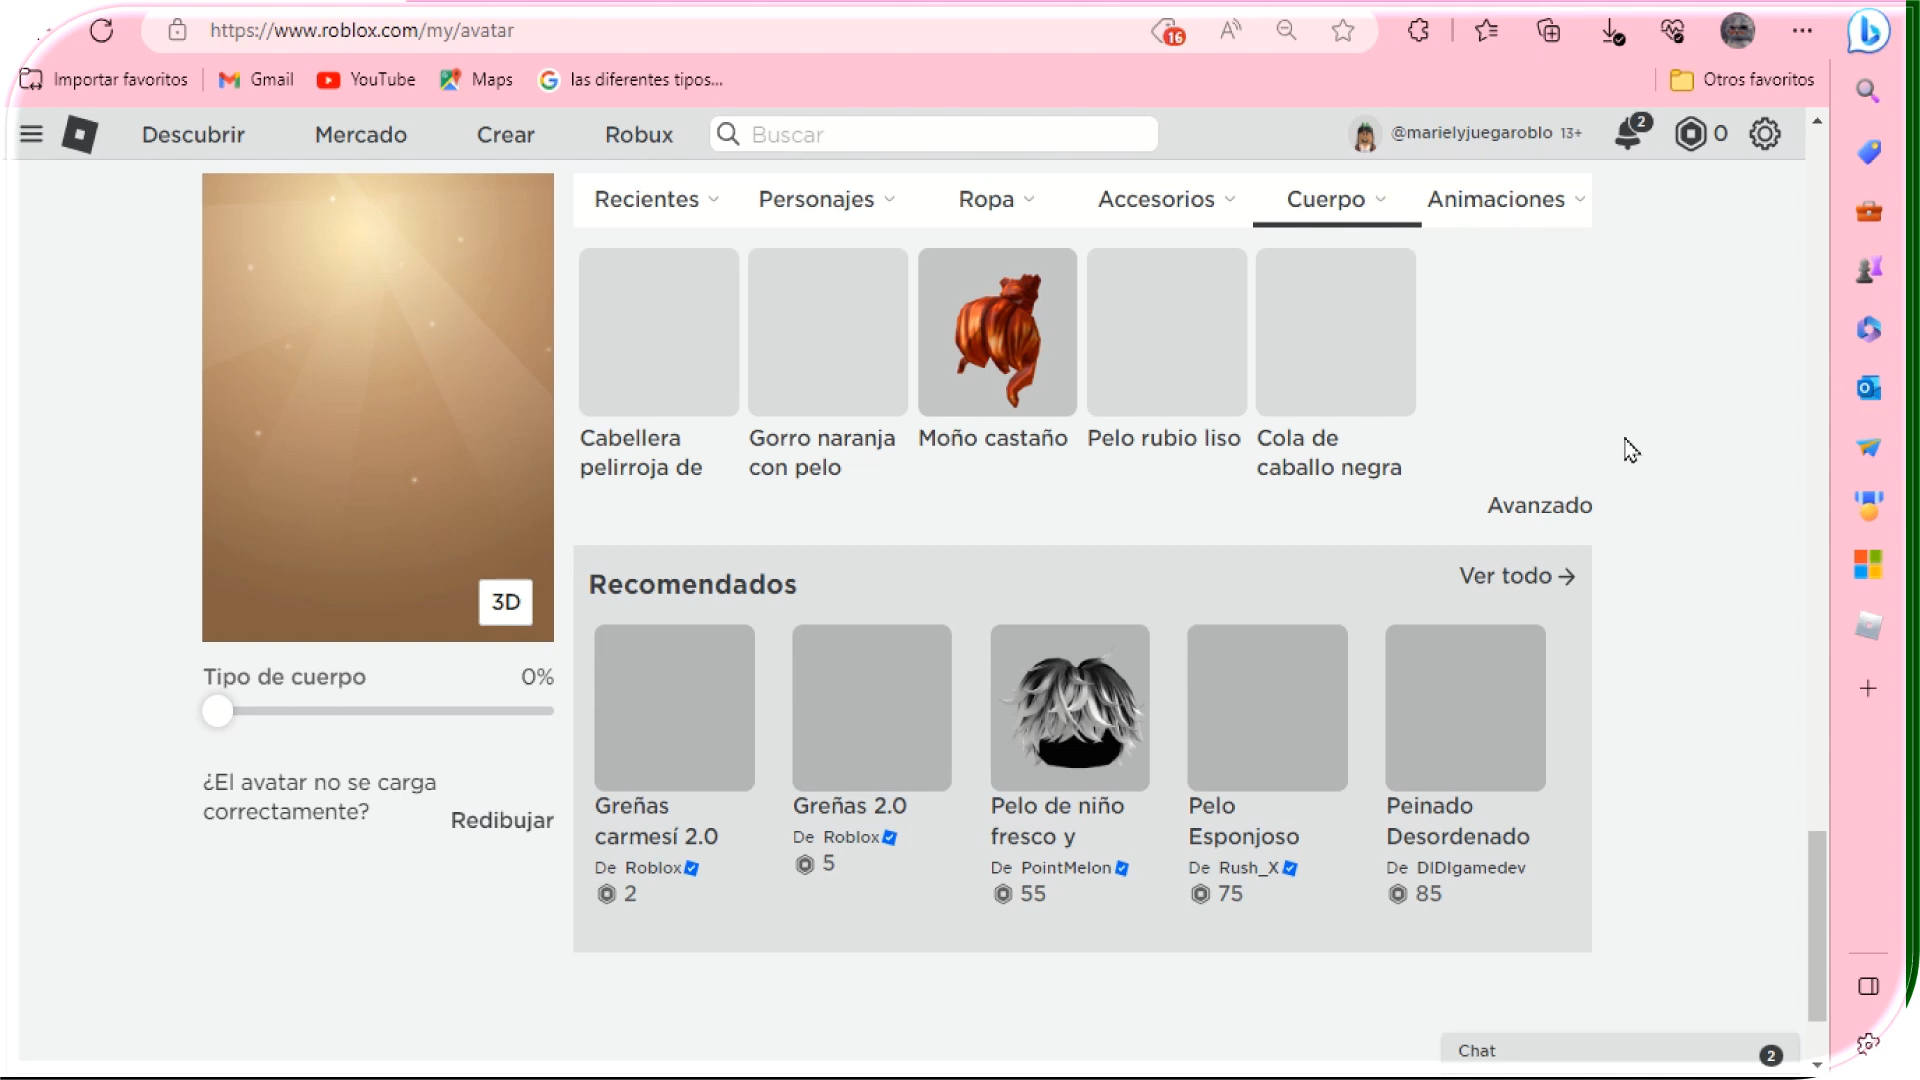 https://www.roblox.com/my/avatar
16
Importar favoritos
Gmail
YouTube
Maps
las diferentes tipos...
Otros favoritos
Descubrir
Mercado
Crear
Robux
Buscar
@marielyjuegaroblo 13+
2
0
Recientes
Personajes
Ropa
Accesorios
Cuerpo
Animaciones
Cabellera
pelirroja de
Gorro naranja
con pelo
Moño castaño
Pelo rubio liso
Cola de
caballo negra
Avanzado
3D
Tipo de cuerpo
0%
¿El avatar no se carga
correctamente?
Redibujar
Recomendados
Ver todo
Greñas
carmesí 2.0
De Roblox
2
Greñas 2.0
De Roblox
5
Pelo de niño
fresco y
De PointMelon
55
Pelo
Esponjoso
De Rush_X
75
Peinado
Desordenado
De DIDIgamedev
85
Chat
2